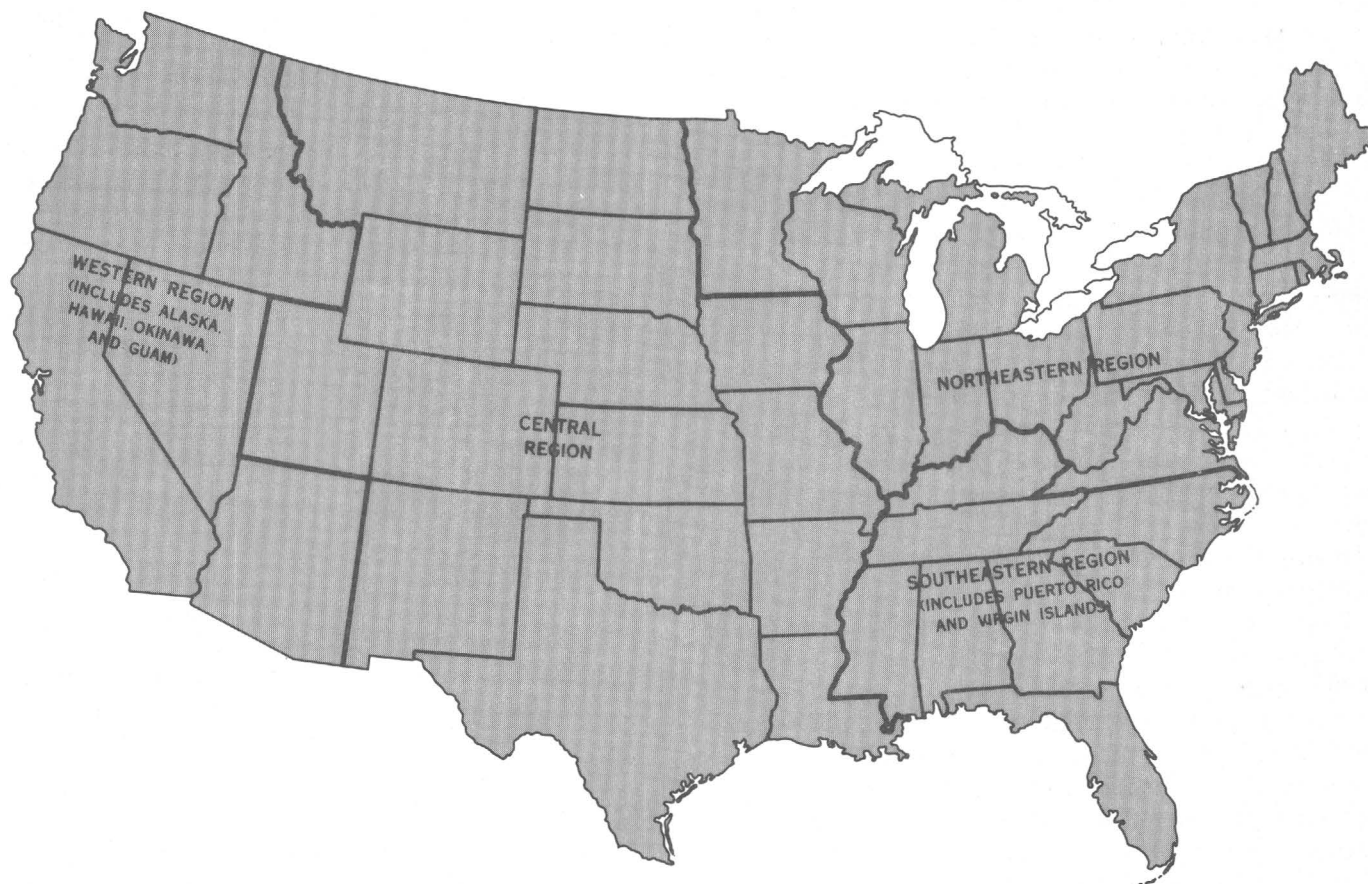 WESTERN REGION
(INCLUDES ALASKA,
HAWAII, OKINAWA,
AND GUAM)
CENTRAL
REGION
NORTHEASTERN REGION
SOUTHEASTERN REGION
(INCLUDES PUERTO RICO
AND VIRGIN ISLANDS)